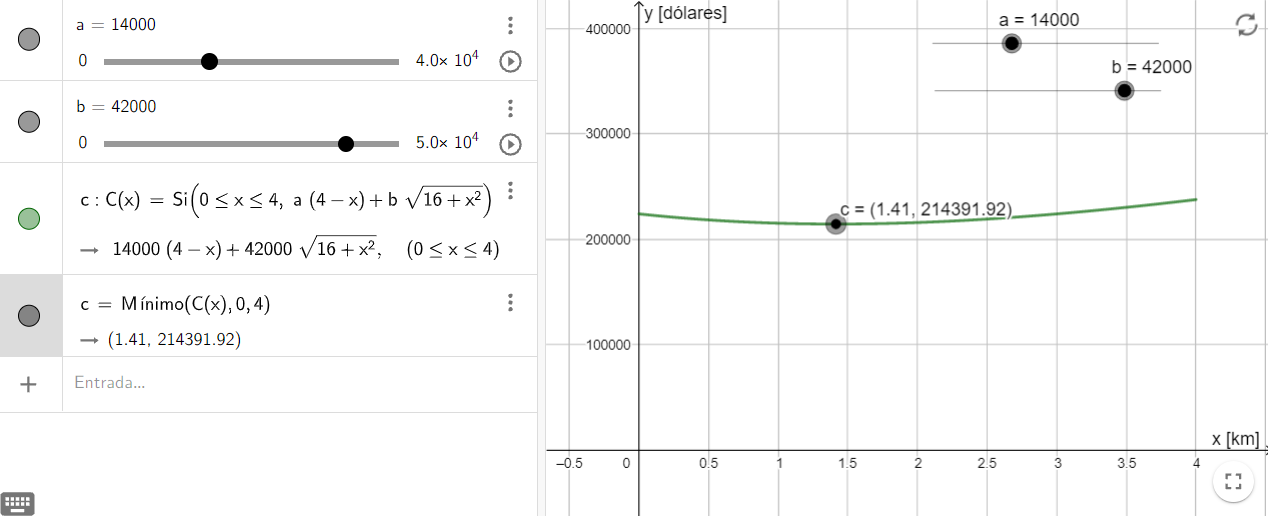 a = 14000
0 4.0× 10⁴
b = 42000
0 5.0× 10⁴
c : C(x) = Si(0 ≤ x ≤ 4, a (4 − x) + b √(16 + x²))
→ 14000 (4 − x) + 42000 √(16 + x²), (0 ≤ x ≤ 4)
c = Mínimo(C(x), 0, 4)
→ (1.41, 214391.92)
+ Entrada...
y [dólares]
a = 14000
b = 42000
400000
300000
200000
100000
c = (1.41, 214391.92)
x [km]
–0.5 0 0.5 1 1.5 2 2.5 3 3.5 4